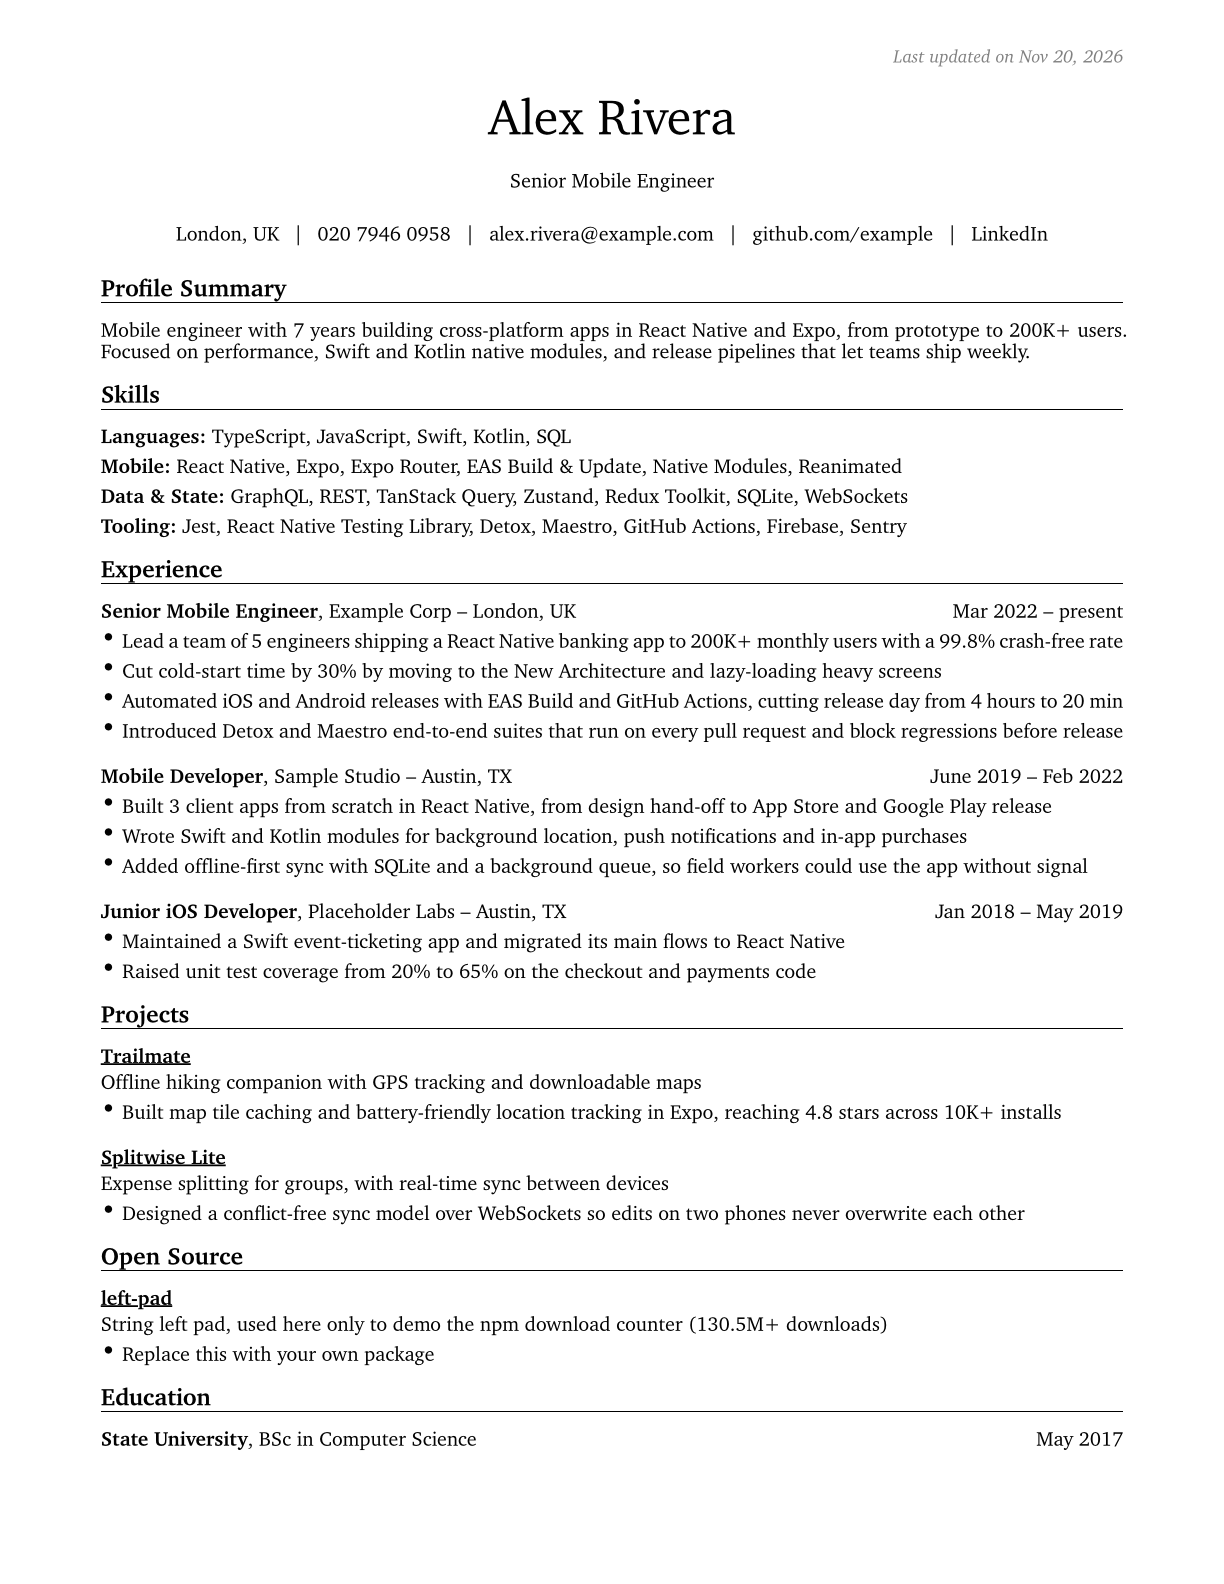 Last updated on Nov 20, 2026
Alex Rivera
Senior Mobile Engineer
London, UK | 020 7946 0958 | alex.rivera@example.com | github.com/example | LinkedIn
Profile Summary
Mobile engineer with 7 years building cross-platform apps in React Native and Expo, from prototype to 200K+ users.
Focused on performance, Swift and Kotlin native modules, and release pipelines that let teams ship weekly.
Skills
Languages: TypeScript, JavaScript, Swift, Kotlin, SQL
Mobile: React Native, Expo, Expo Router, EAS Build & Update, Native Modules, Reanimated
Data & State: GraphQL, REST, TanStack Query, Zustand, Redux Toolkit, SQLite, WebSockets
Tooling: Jest, React Native Testing Library, Detox, Maestro, GitHub Actions, Firebase, Sentry
Experience
Senior Mobile Engineer, Example Corp – London, UK Mar 2022 – present
• Lead a team of 5 engineers shipping a React Native banking app to 200K+ monthly users with a 99.8% crash-free rate
• Cut cold-start time by 30% by moving to the New Architecture and lazy-loading heavy screens
• Automated iOS and Android releases with EAS Build and GitHub Actions, cutting release day from 4 hours to 20 min
• Introduced Detox and Maestro end-to-end suites that run on every pull request and block regressions before release
Mobile Developer, Sample Studio – Austin, TX June 2019 – Feb 2022
• Built 3 client apps from scratch in React Native, from design hand-off to App Store and Google Play release
• Wrote Swift and Kotlin modules for background location, push notifications and in-app purchases
• Added offline-first sync with SQLite and a background queue, so field workers could use the app without signal
Junior iOS Developer, Placeholder Labs – Austin, TX Jan 2018 – May 2019
• Maintained a Swift event-ticketing app and migrated its main flows to React Native
• Raised unit test coverage from 20% to 65% on the checkout and payments code
Projects
Trailmate
Offline hiking companion with GPS tracking and downloadable maps
• Built map tile caching and battery-friendly location tracking in Expo, reaching 4.8 stars across 10K+ installs
Splitwise Lite
Expense splitting for groups, with real-time sync between devices
• Designed a conflict-free sync model over WebSockets so edits on two phones never overwrite each other
Open Source
left-pad
String left pad, used here only to demo the npm download counter (130.5M+ downloads)
• Replace this with your own package
Education
State University, BSc in Computer Science May 2017